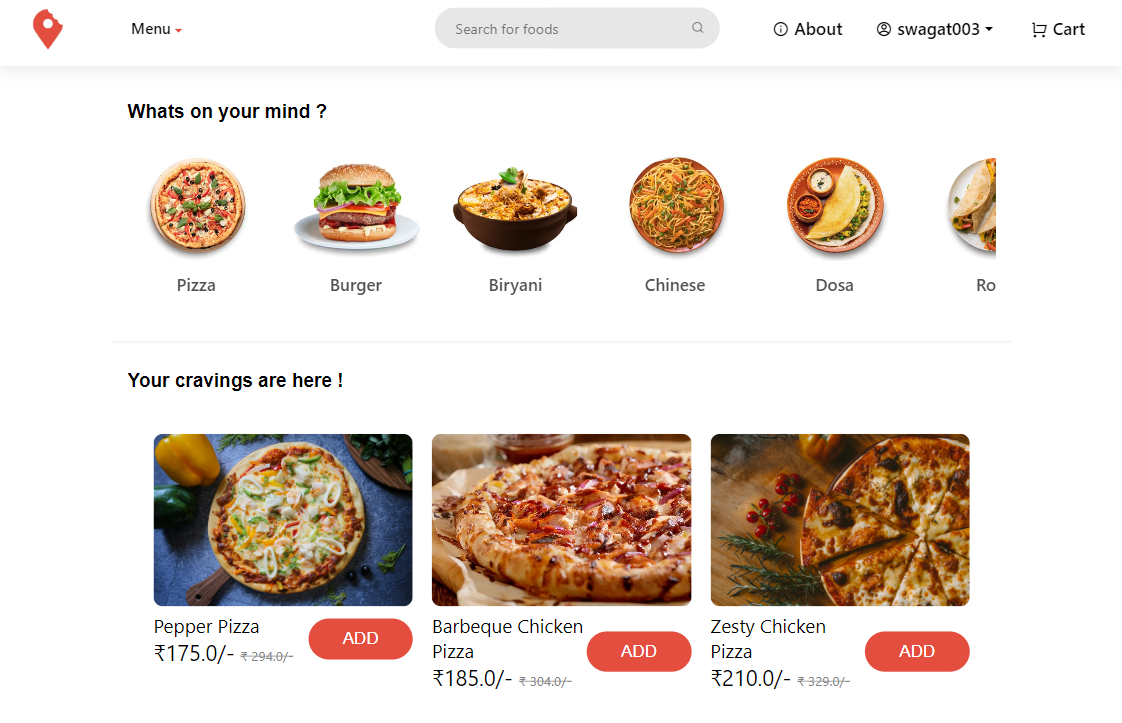 Menu
Search for foods
About
swagat003
Cart
Whats on your mind ?
Pizza
Burger
Biryani
Chinese
Dosa
Ro
Your cravings are here !
Pepper Pizza
₹175.0/- ₹ 294.0/-
ADD
Barbeque Chicken
Pizza
₹185.0/- ₹ 304.0/-
ADD
Zesty Chicken
Pizza
₹210.0/- ₹ 329.0/-
ADD